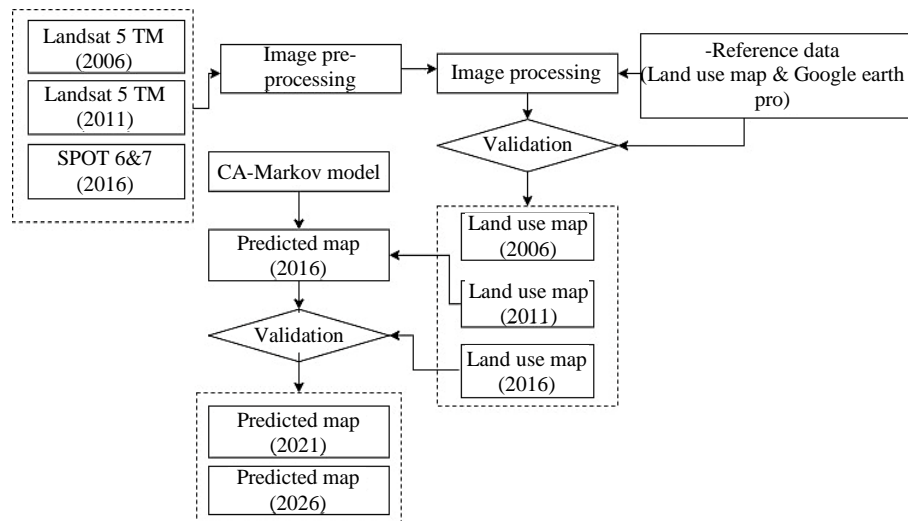 Landsat 5 TM
(2006)
Landsat 5 TM
(2011)
SPOT 6&7
(2016)
Image pre-
processing
Image processing
-Reference data
(Land use map & Google earth
pro)
Validation
CA-Markov model
Predicted map
(2016)
Validation
Land use map
(2006)
Land use map
(2011)
Land use map
(2016)
Predicted map
(2021)
Predicted map
(2026)